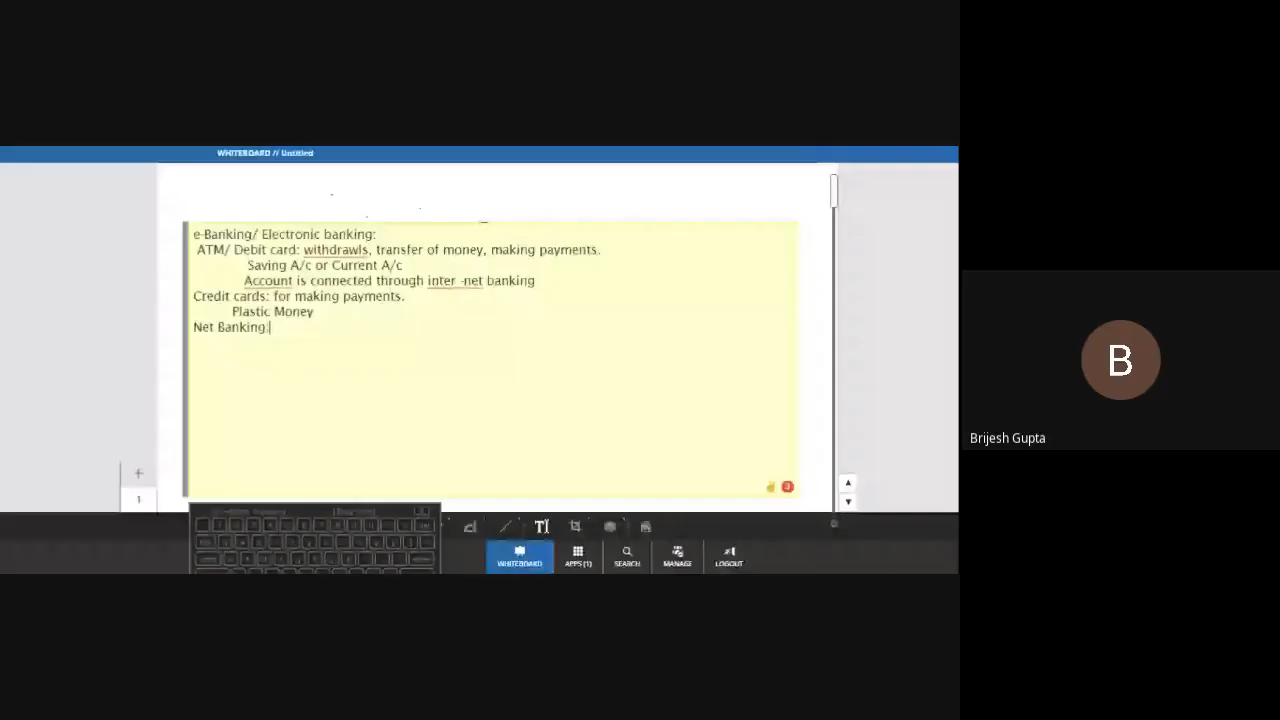 WHITEBOARD // Untitled
e-Banking/ Electronic banking:
ATM/ Debit card: withdrawls, transfer of money, making payments.
Saving A/c or Current A/c
Account is connected through inter -net banking
Credit cards: for making payments.
Plastic Money
Net Banking:
B
Brijesh Gupta
1
WHITEBOARD
APPS (1)
SEARCH
MANAGE
LOGOUT